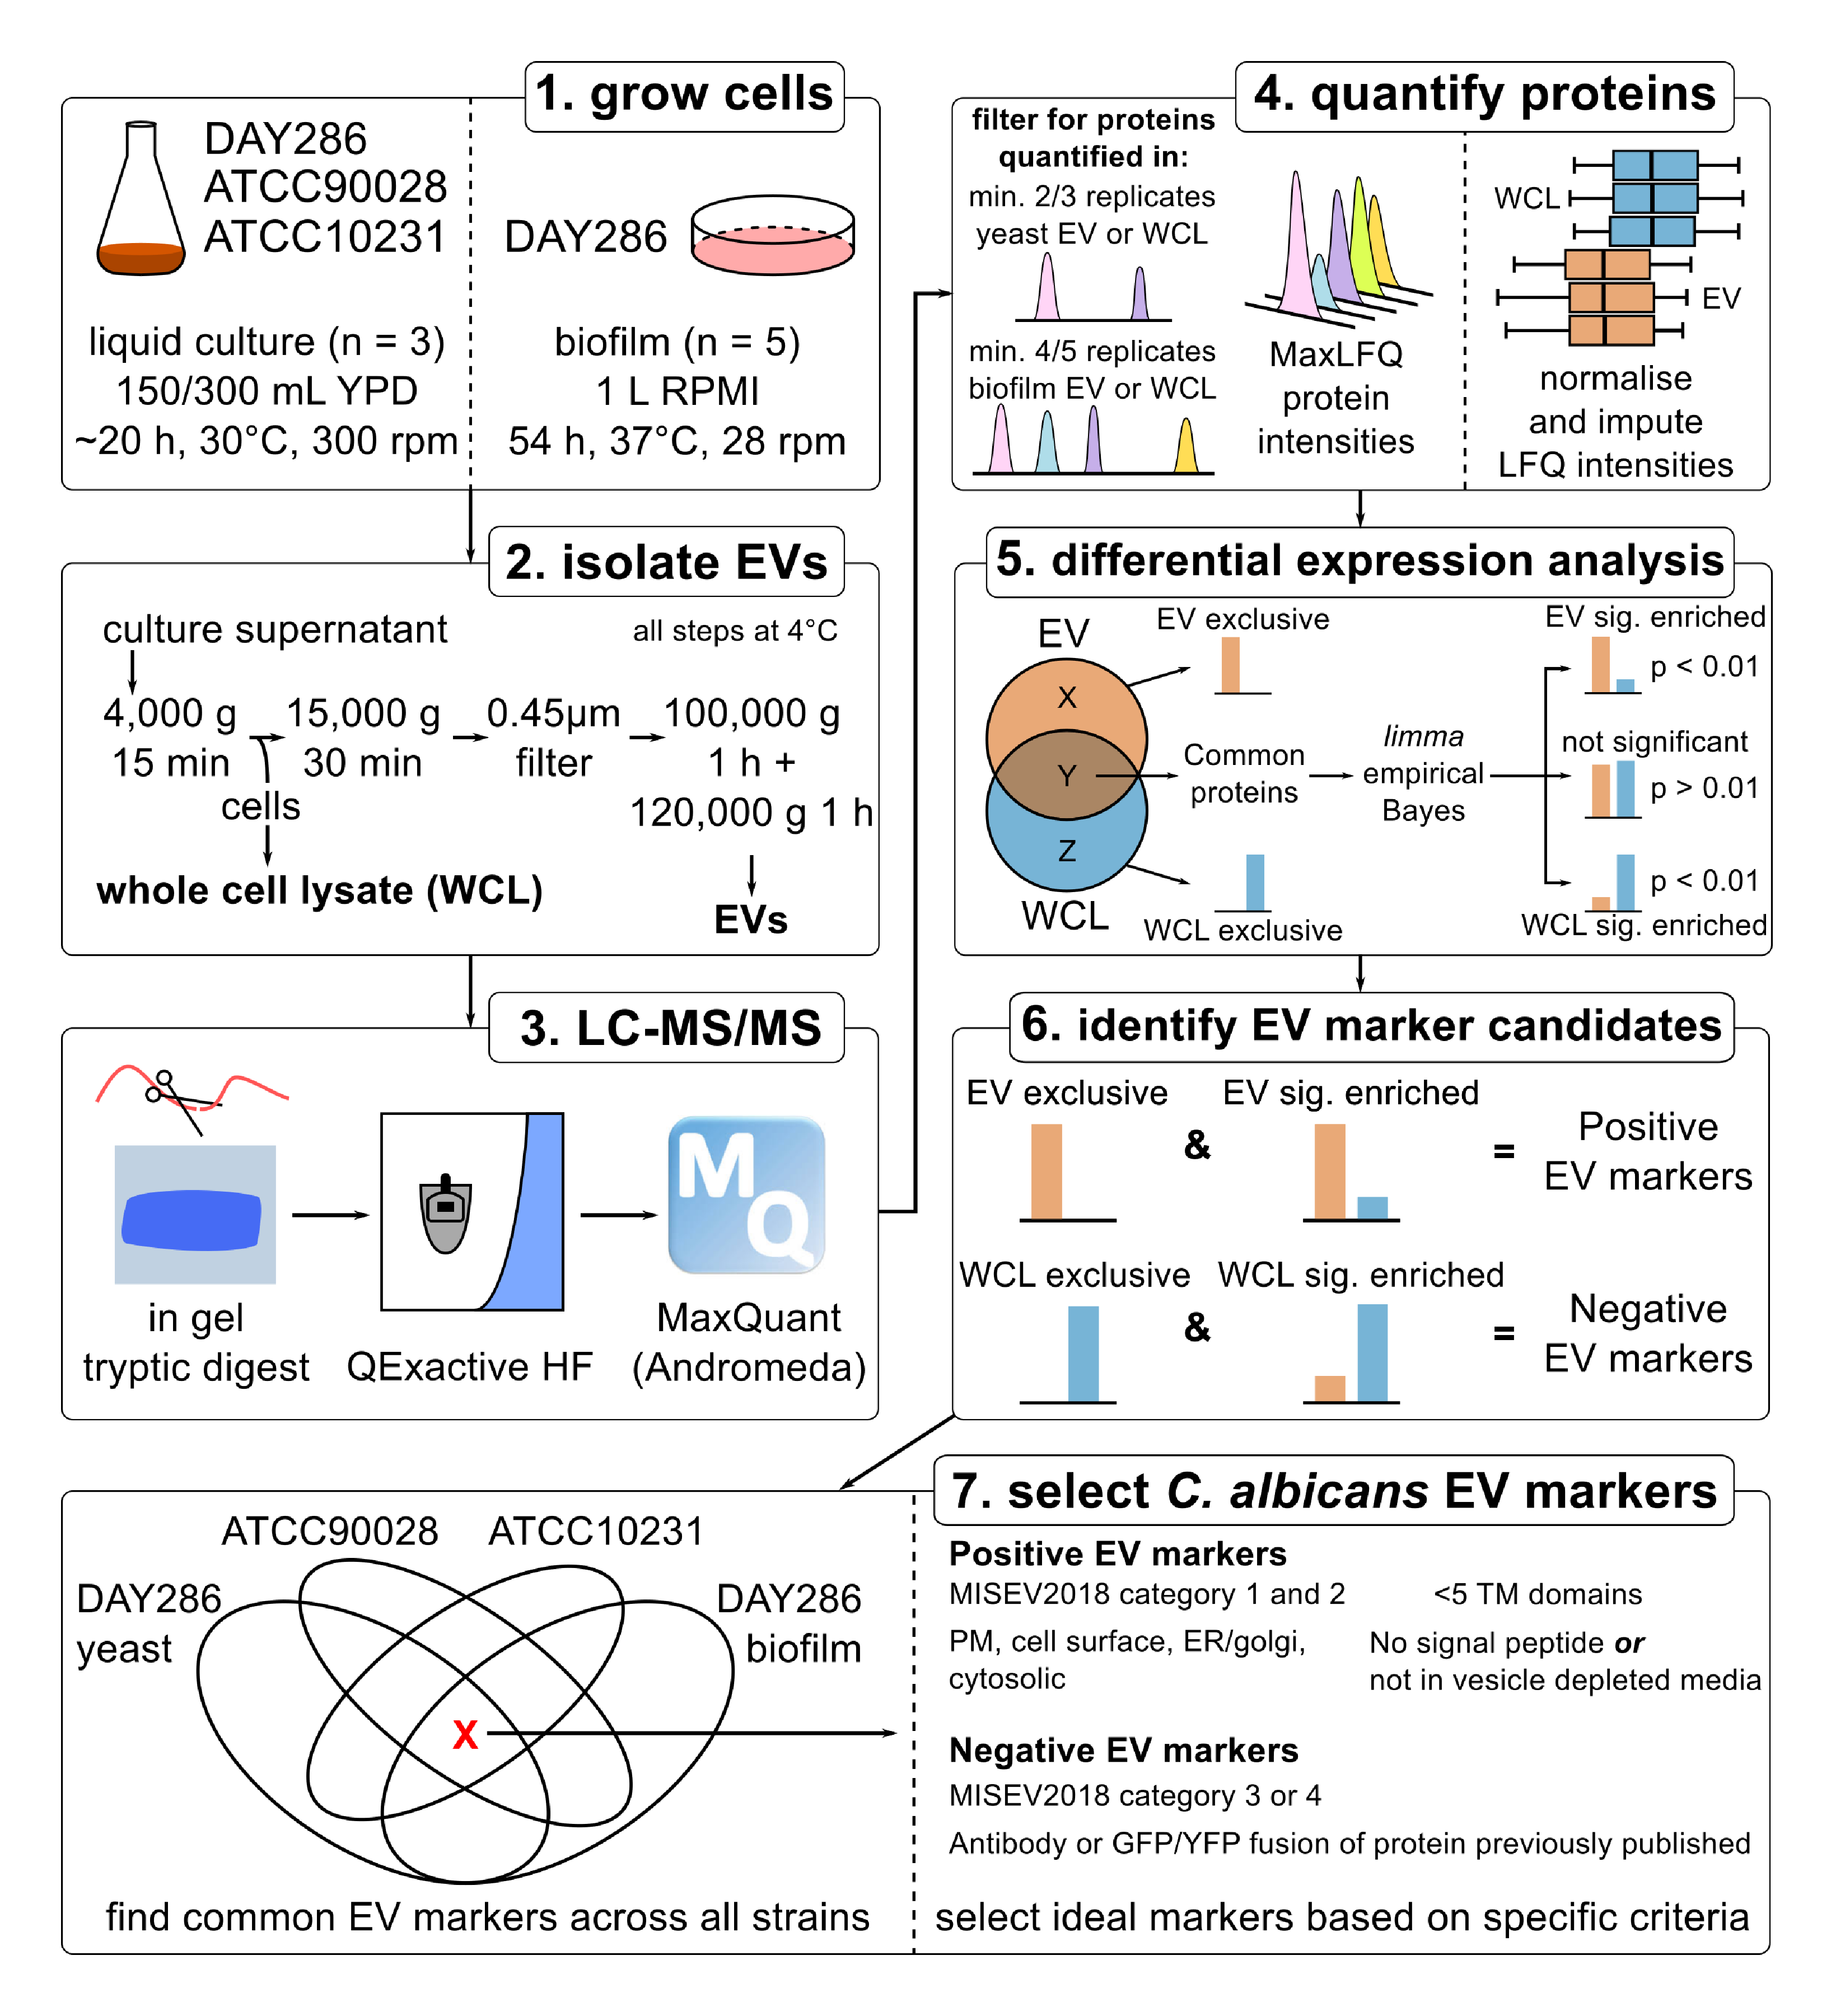 1. grow cells
DAY286
ATCC90028
ATCC10231
liquid culture (n = 3)
150/300 mL YPD
~20 h, 30°C, 300 rpm
DAY286
biofilm (n = 5)
1 L RPMI
54 h, 37°C, 28 rpm
2. isolate EVs
culture supernatant
all steps at 4°C
4,000 g
15 min
15,000 g
30 min
0.45µm
filter
100,000 g
1 h +
120,000 g 1 h
cells
whole cell lysate (WCL)
EVs
3. LC-MS/MS
in gel
tryptic digest
QExactive HF
M
Q
MaxQuant
(Andromeda)
4. quantify proteins
filter for proteins
quantified in:
min. 2/3 replicates
yeast EV or WCL
min. 4/5 replicates
biofilm EV or WCL
MaxLFQ
protein
intensities
WCL
EV
normalise
and impute
LFQ intensities
5. differential expression analysis
EV
X
Y
Z
WCL
EV exclusive
Common
proteins
WCL exclusive
limma
empirical
Bayes
EV sig. enriched
p < 0.01
not significant
p > 0.01
p < 0.01
WCL sig. enriched
6. identify EV marker candidates
EV exclusive
&
EV sig. enriched
=
Positive
EV markers
WCL exclusive
&
WCL sig. enriched
=
Negative
EV markers
7. select C. albicans EV markers
ATCC90028
ATCC10231
DAY286
yeast
DAY286
biofilm
X
find common EV markers across all strains
Positive EV markers
MISEV2018 category 1 and 2
<5 TM domains
PM, cell surface, ER/golgi,
cytosolic
No signal peptide or
not in vesicle depleted media
Negative EV markers
MISEV2018 category 3 or 4
Antibody or GFP/YFP fusion of protein previously published
select ideal markers based on specific criteria